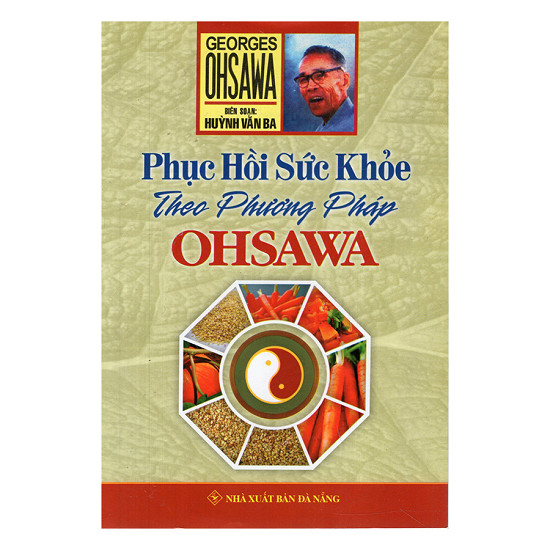 GEORGES
OHSAWA
BIÊN SOẠN:
HUỲNH VĂN BA
Phục Hồi Sức Khỏe
Theo Phương Pháp
OHSAWA
NHÀ XUẤT BẢN ĐÀ NẴNG